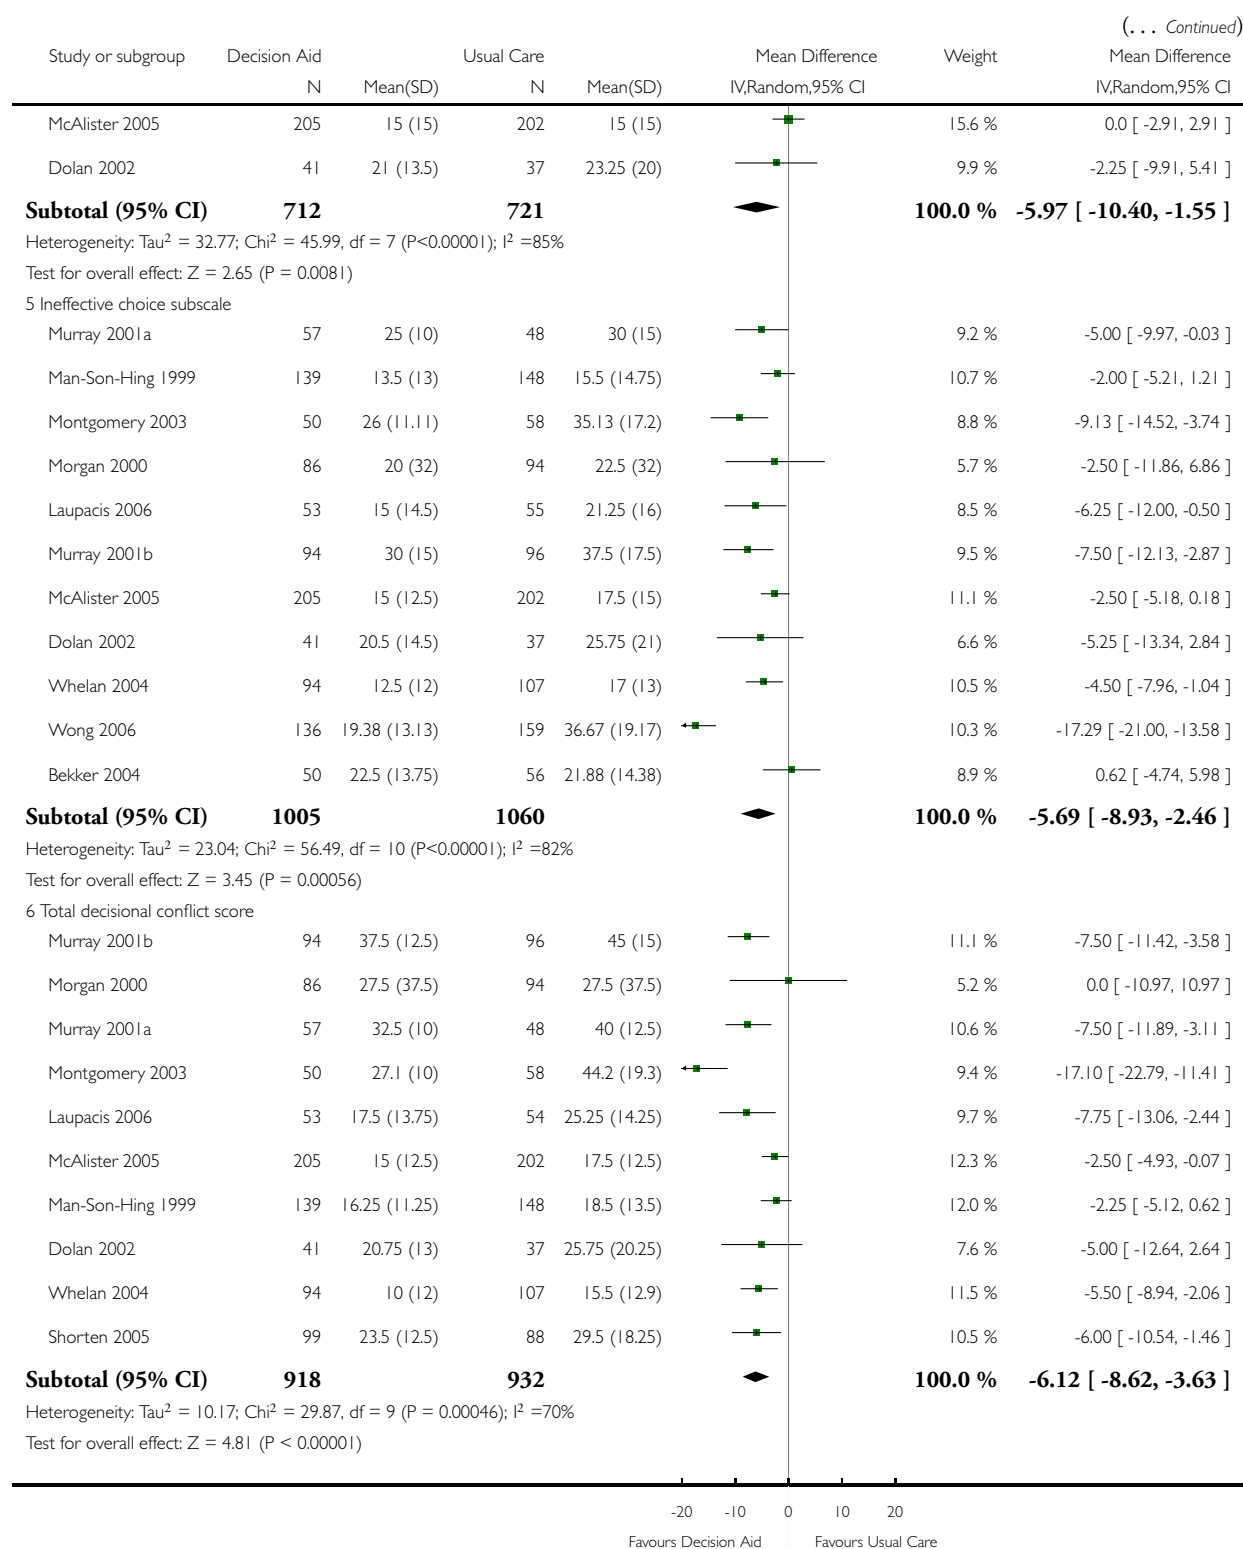 (... Continued)
Study or subgroup Decision Aid Usual Care Mean Difference Weight Mean Difference
N Mean(SD) N Mean(SD) IV,Random,95% CI IV,Random,95% CI
McAlister 2005 205 15 (15) 202 15 (15) 15.6 % 0.0 [ -2.91, 2.91 ]
Dolan 2002 41 21 (13.5) 37 23.25 (20) 9.9 % -2.25 [ -9.91, 5.41 ]
Subtotal (95% CI) 712 721 100.0 % -5.97 [ -10.40, -1.55 ]
Heterogeneity: Tau² = 32.77; Chi² = 45.99, df = 7 (P<0.00001); I² =85%
Test for overall effect: Z = 2.65 (P = 0.0081)
5 Ineffective choice subscale
Murray 2001a 57 25 (10) 48 30 (15) 9.2 % -5.00 [ -9.97, -0.03 ]
Man-Son-Hing 1999 139 13.5 (13) 148 15.5 (14.75) 10.7 % -2.00 [ -5.21, 1.21 ]
Montgomery 2003 50 26 (11.11) 58 35.13 (17.2) 8.8 % -9.13 [ -14.52, -3.74 ]
Morgan 2000 86 20 (32) 94 22.5 (32) 5.7 % -2.50 [ -11.86, 6.86 ]
Laupacis 2006 53 15 (14.5) 55 21.25 (16) 8.5 % -6.25 [ -12.00, -0.50 ]
Murray 2001b 94 30 (15) 96 37.5 (17.5) 9.5 % -7.50 [ -12.13, -2.87 ]
McAlister 2005 205 15 (12.5) 202 17.5 (15) 11.1 % -2.50 [ -5.18, 0.18 ]
Dolan 2002 41 20.5 (14.5) 37 25.75 (21) 6.6 % -5.25 [ -13.34, 2.84 ]
Whelan 2004 94 12.5 (12) 107 17 (13) 10.5 % -4.50 [ -7.96, -1.04 ]
Wong 2006 136 19.38 (13.13) 159 36.67 (19.17) 10.3 % -17.29 [ -21.00, -13.58 ]
Bekker 2004 50 22.5 (13.75) 56 21.88 (14.38) 8.9 % 0.62 [ -4.74, 5.98 ]
Subtotal (95% CI) 1005 1060 100.0 % -5.69 [ -8.93, -2.46 ]
Heterogeneity: Tau² = 23.04; Chi² = 56.49, df = 10 (P<0.00001); I² =82%
Test for overall effect: Z = 3.45 (P = 0.00056)
6 Total decisional conflict score
Murray 2001b 94 37.5 (12.5) 96 45 (15) 11.1 % -7.50 [ -11.42, -3.58 ]
Morgan 2000 86 27.5 (37.5) 94 27.5 (37.5) 5.2 % 0.0 [ -10.97, 10.97 ]
Murray 2001a 57 32.5 (10) 48 40 (12.5) 10.6 % -7.50 [ -11.89, -3.11 ]
Montgomery 2003 50 27.1 (10) 58 44.2 (19.3) 9.4 % -17.10 [ -22.79, -11.41 ]
Laupacis 2006 53 17.5 (13.75) 54 25.25 (14.25) 9.7 % -7.75 [ -13.06, -2.44 ]
McAlister 2005 205 15 (12.5) 202 17.5 (12.5) 12.3 % -2.50 [ -4.93, -0.07 ]
Man-Son-Hing 1999 139 16.25 (11.25) 148 18.5 (13.5) 12.0 % -2.25 [ -5.12, 0.62 ]
Dolan 2002 41 20.75 (13) 37 25.75 (20.25) 7.6 % -5.00 [ -12.64, 2.64 ]
Whelan 2004 94 10 (12) 107 15.5 (12.9) 11.5 % -5.50 [ -8.94, -2.06 ]
Shorten 2005 99 23.5 (12.5) 88 29.5 (18.25) 10.5 % -6.00 [ -10.54, -1.46 ]
Subtotal (95% CI) 918 932 100.0 % -6.12 [ -8.62, -3.63 ]
Heterogeneity: Tau² = 10.17; Chi² = 29.87, df = 9 (P = 0.00046); I² =70%
Test for overall effect: Z = 4.81 (P < 0.00001)
-20 -10 0 10 20
Favours Decision Aid Favours Usual Care